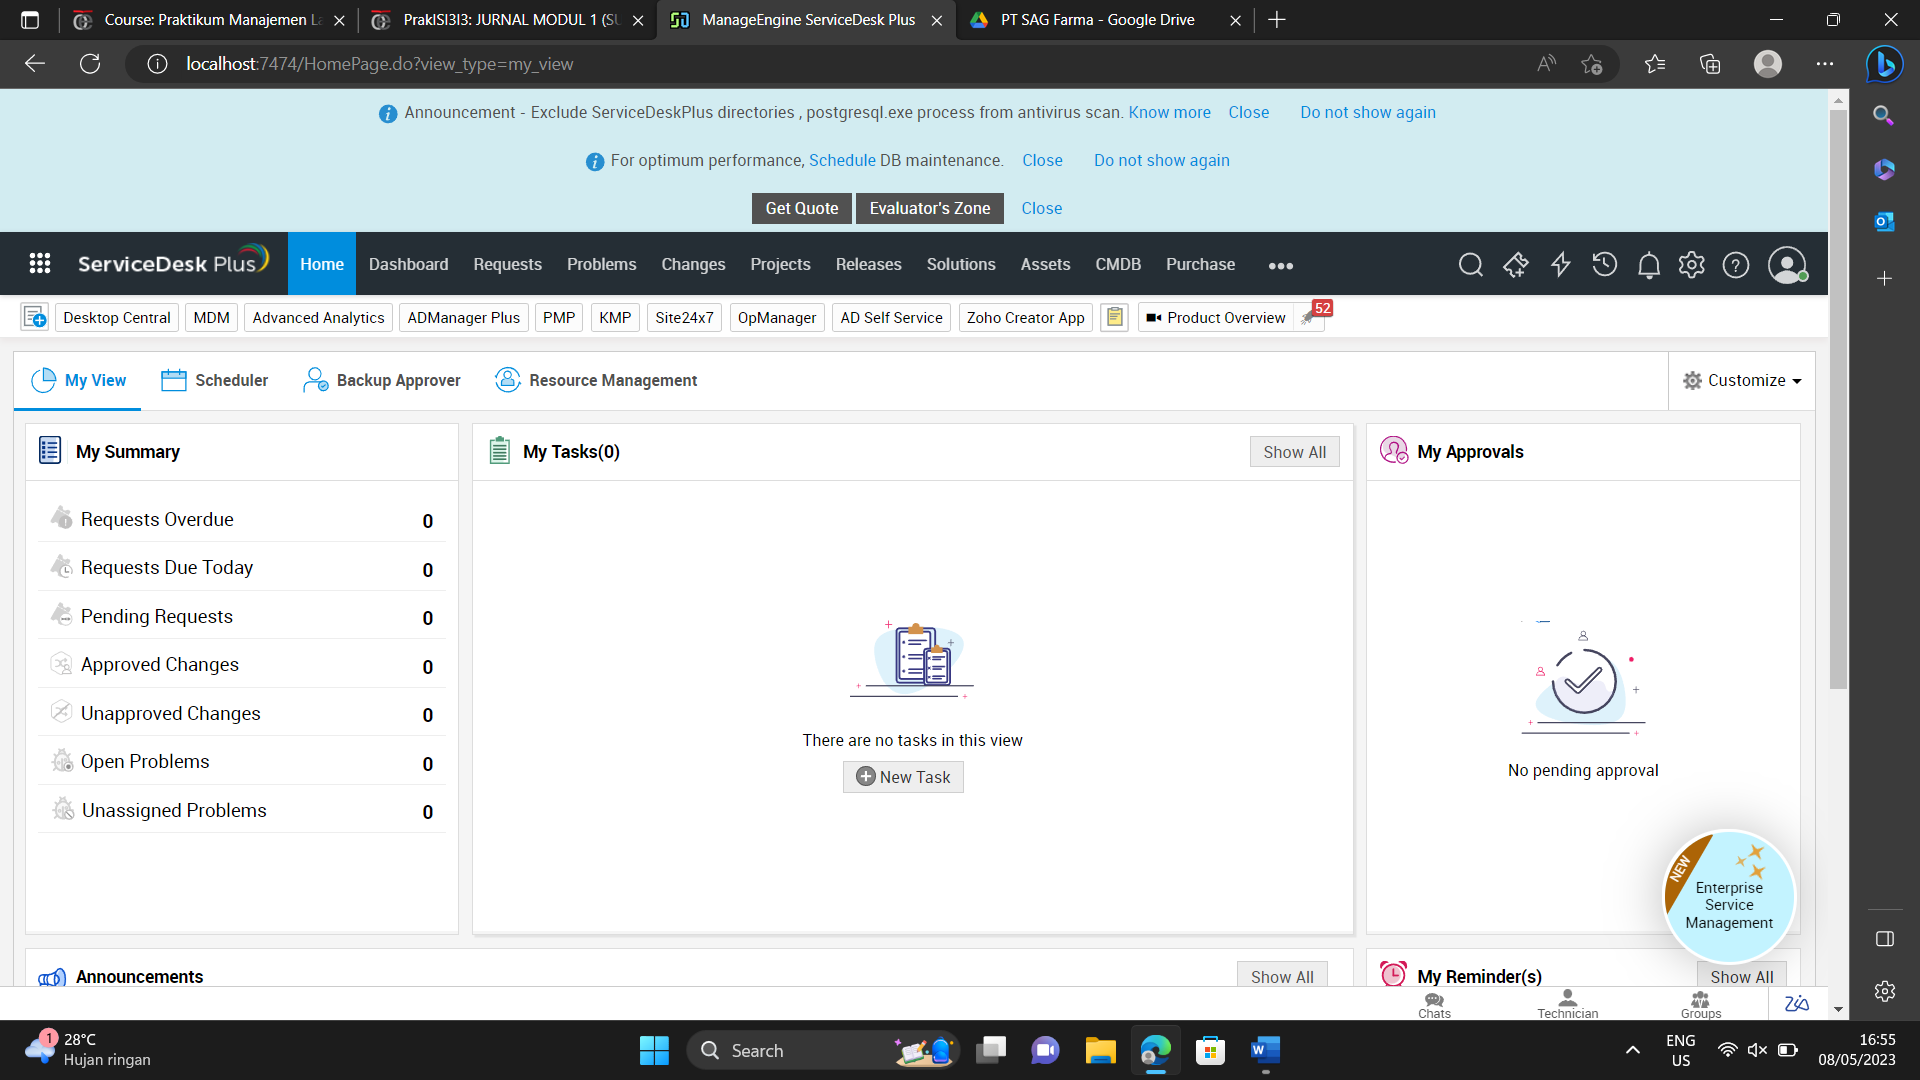 Course: Praktikum Manajemen La
PrakISI3I3: JURNAL MODUL 1 (SU
ManageEngine ServiceDesk Plus
PT SAG Farma - Google Drive
localhost:7474/HomePage.do?view_type=my_view
Announcement - Exclude ServiceDeskPlus directories , postgresql.exe process from antivirus scan. Know more Close Do not show again
For optimum performance, Schedule DB maintenance. Close Do not show again
Get Quote Evaluator's Zone Close
ServiceDesk Plus Home Dashboard Requests Problems Changes Projects Releases Solutions Assets CMDB Purchase
Desktop Central MDM Advanced Analytics ADManager Plus PMP KMP Site24x7 OpManager AD Self Service Zoho Creator App Product Overview 52
My View Scheduler Backup Approver Resource Management Customize
My Summary
Requests Overdue 0
Requests Due Today 0
Pending Requests 0
Approved Changes 0
Unapproved Changes 0
Open Problems 0
Unassigned Problems 0
My Tasks(0) Show All
There are no tasks in this view
New Task
My Approvals
No pending approval
NEW
Enterprise
Service
Management
Announcements Show All
My Reminder(s) Show All
Chats Technician Groups
1
28°C
Hujan ringan
Search
ENG
US
16:55
08/05/2023